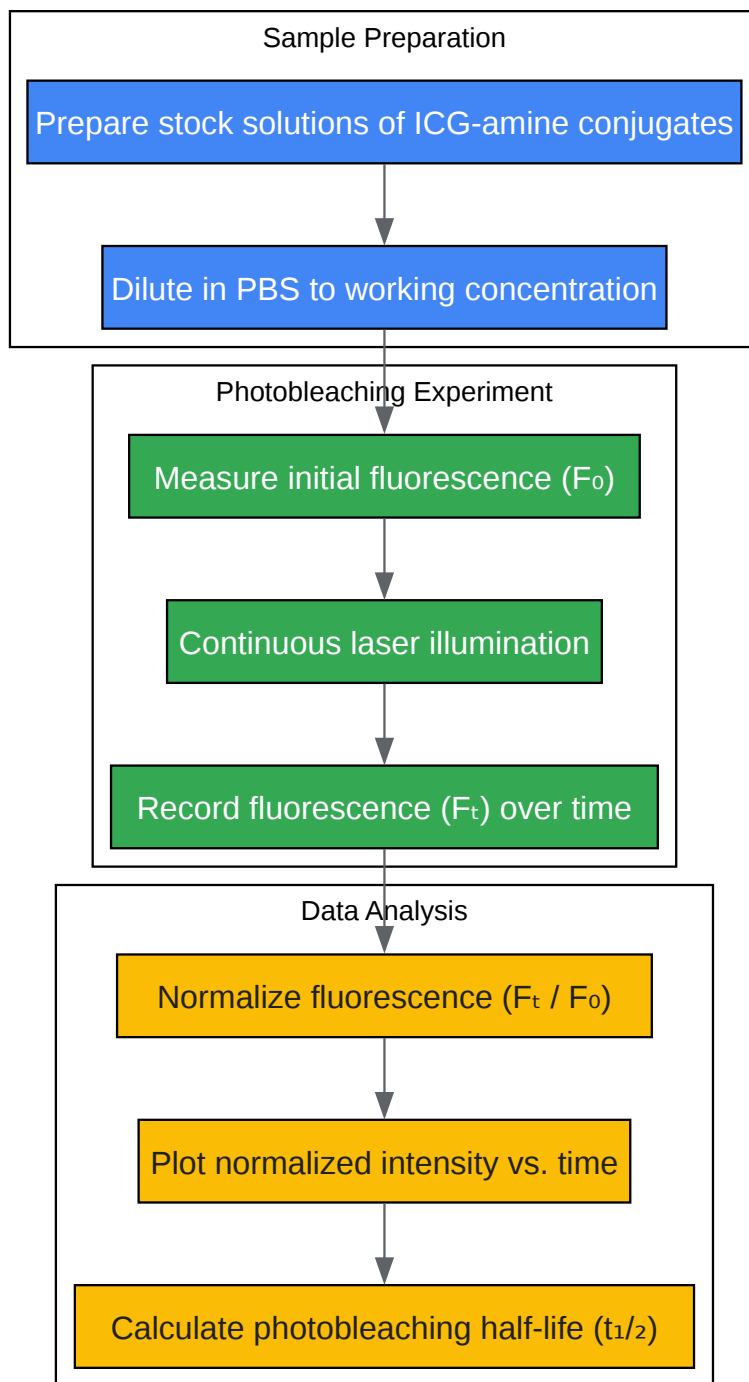 Sample Preparation
Prepare stock solutions of ICG-amine conjugates
Dilute in PBS to working concentration
Photobleaching Experiment
Measure initial fluorescence (F₀)
Continuous laser illumination
Record fluorescence (Fₜ) over time
Data Analysis
Normalize fluorescence (Fₜ / F₀)
Plot normalized intensity vs. time
Calculate photobleaching half-life (t₁/₂)